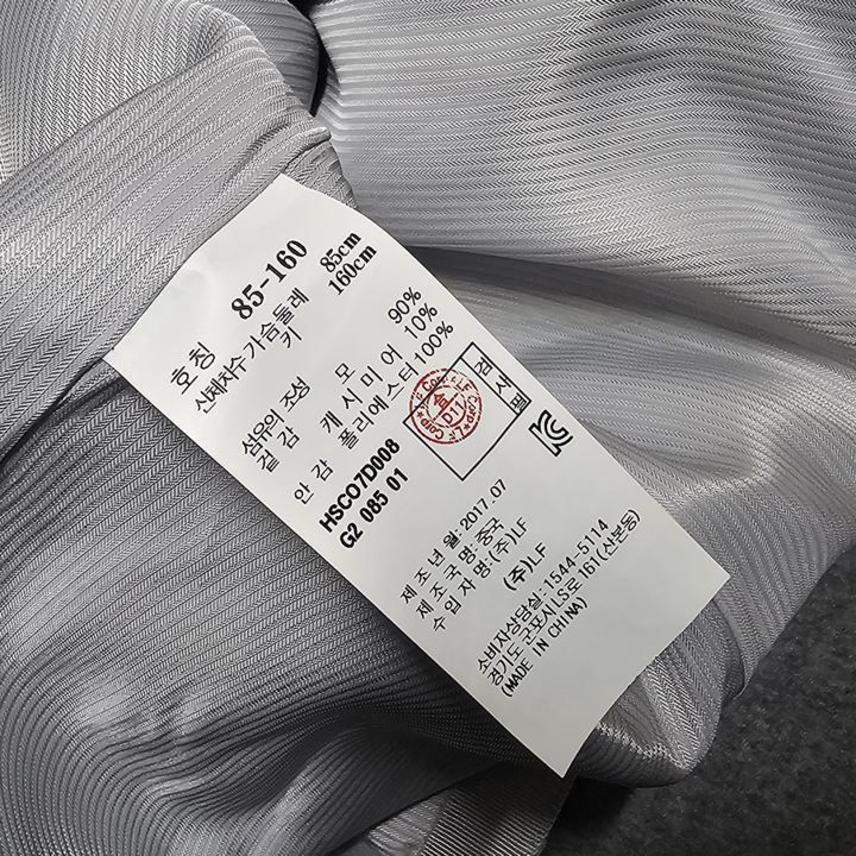 호칭 85-160
신체치수 가슴둘레 85cm
키 160cm
섬유의 조성
겉감 모 90%
캐시미어 10%
안감 폴리에스터 100%
HSCO7D008
G2 085 01
검사필
D11
제조년월:2017.07
제조국명:중국
수입자명:(주)LF
(주)LF
소비자상담실:1544-5114
경기도 군포시LS로 161(산본동)
(MADE IN CHINA)